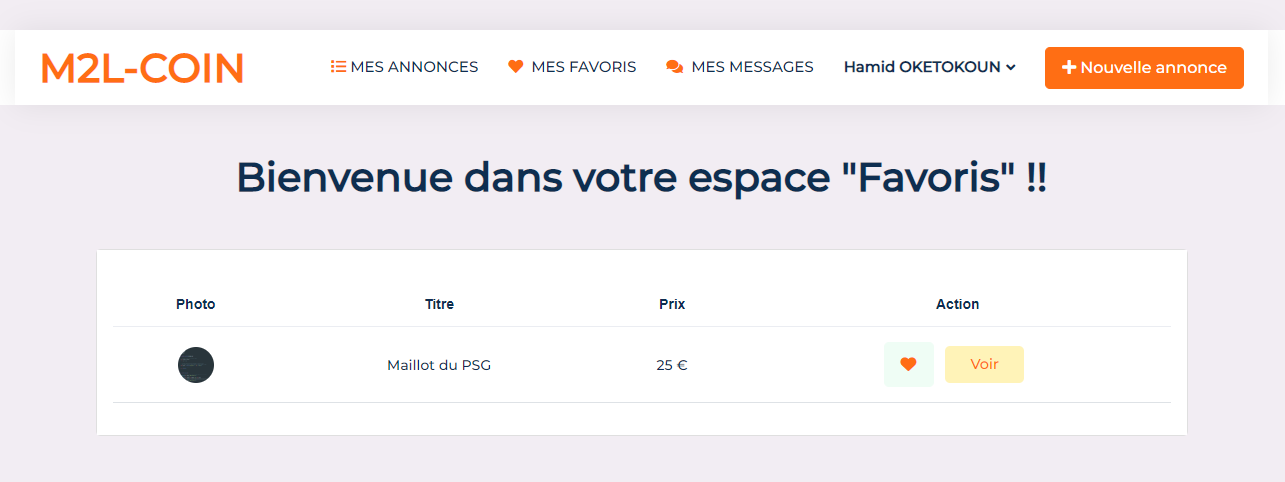 M2L-COIN MES ANNONCES MES FAVORIS MES MESSAGES Hamid OKETOKOUN Nouvelle annonce
Bienvenue dans votre espace "Favoris" !!
Photo Titre Prix Action
Maillot du PSG 25 € Voir